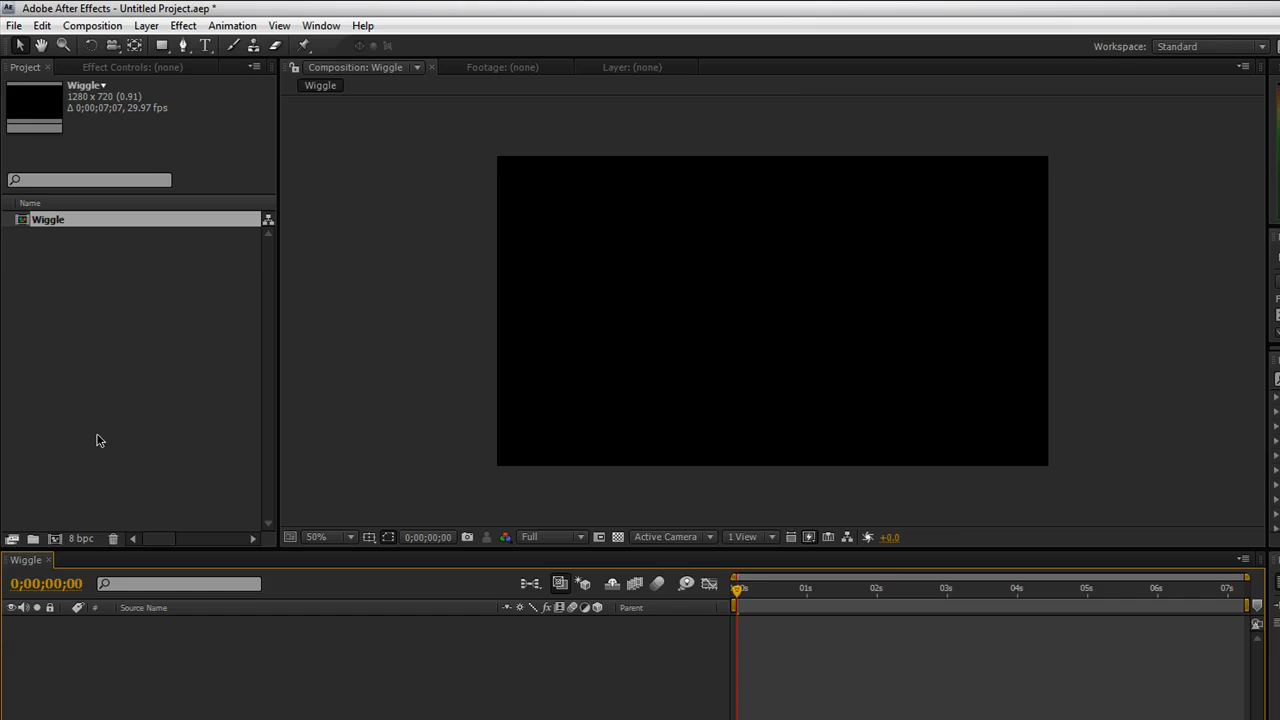 Adobe After Effects - Untitled Project.aep *
File Edit Composition Layer Effect Animation View Window Help
Workspace: Standard
Project Effect Controls: (none) Composition: Wiggle Footage: (none) Layer: (none)
Wiggle▾
1280 x 720 (0.91)
Δ 0;00;07;07, 29.97 fps
Wiggle
Name
Wiggle
8 bpc
50% 0;00;00;00 Full Active Camera 1 View +0.0
Wiggle
0;00;00;00
# Source Name fx Parent
01s 02s 03s 04s 05s 06s 07s